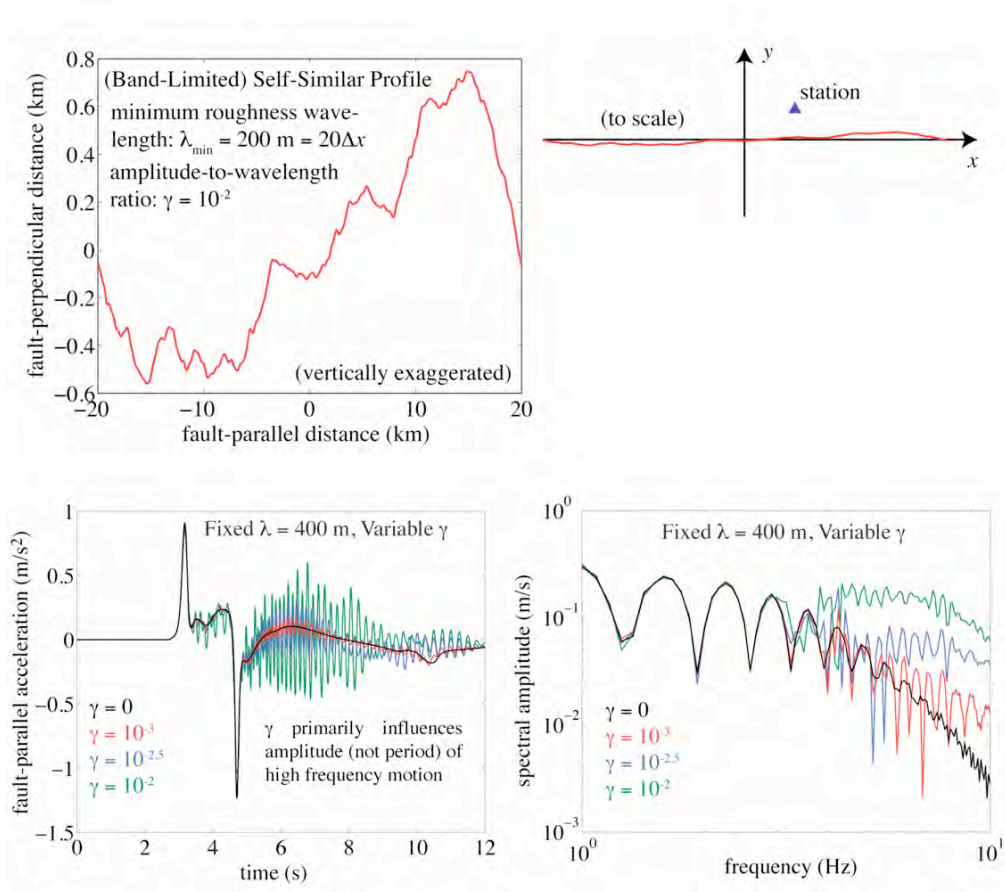 (Band-Limited) Self-Similar Profile
minimum roughness wave-
length: λmin = 200 m = 20Δx
amplitude-to-wavelength
ratio: γ = 10-2
(vertically exaggerated)
0.8
0.6
0.4
0.2
0
−0.2
−0.4
−0.6
−20
−10
0
10
20
fault-perpendicular distance (km)
fault-parallel distance (km)
y
station
(to scale)
x
Fixed λ = 400 m, Variable γ
1
0.5
0
−0.5
−1
−1.5
γ = 0
γ = 10-3
γ = 10-2.5
γ = 10-2
γ primarily influences
amplitude (not period) of
high frequency motion
0
2
4
6
8
10
12
fault-parallel acceleration (m/s2)
time (s)
Fixed λ = 400 m, Variable γ
100
10−1
10−2
10−3
γ = 0
γ = 10-3
γ = 10-2.5
γ = 10-2
100
101
spectral amplitude (m/s)
frequency (Hz)